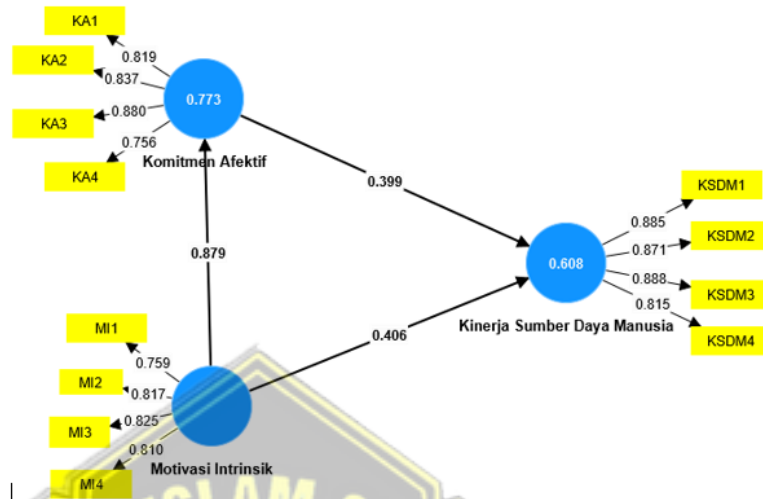 KA1
0.819
KA2
0.837
KA3
0.880
KA4
0.756
0.773
Komitmen Afektif
0.399
0.879
0.406
KSDM1
0.885
KSDM2
0.871
KSDM3
0.888
KSDM4
0.815
0.608
Kinerja Sumber Daya Manusia
MI1
0.759
MI2
0.817
MI3
0.825
MI4
0.810
Motivasi Intrinsik
ISLAM